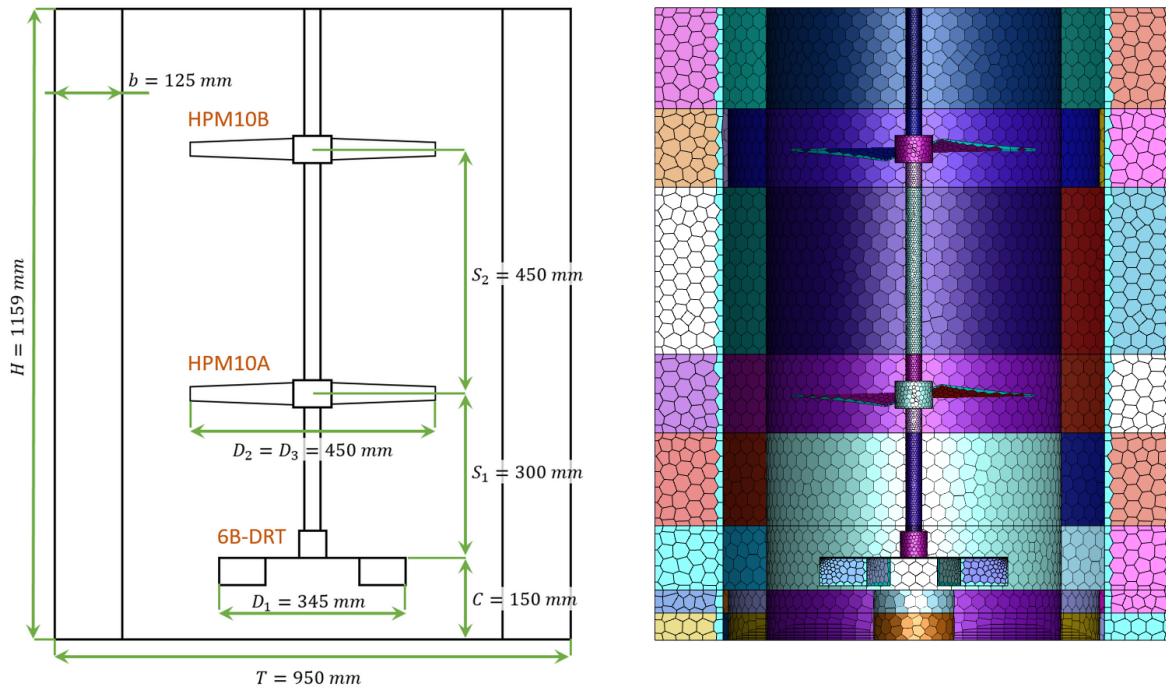 b = 125 mm
HPM10B
H = 1159 mm
S₂ = 450 mm
HPM10A
D₂ = D₃ = 450 mm
S₁ = 300 mm
6B-DRT
D₁ = 345 mm
C = 150 mm
T = 950 mm